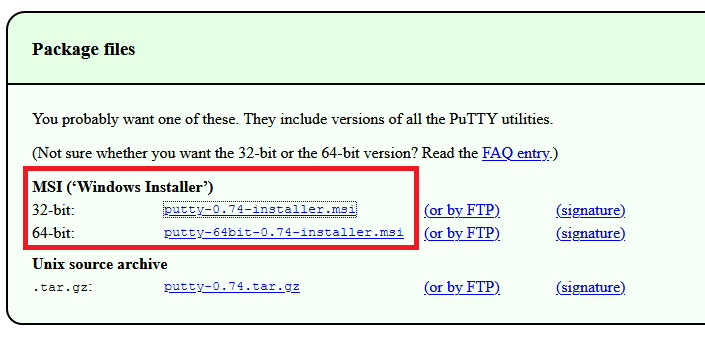 Package files
You probably want one of these. They include versions of all the PuTTY utilities.
(Not sure whether you want the 32-bit or the 64-bit version? Read the FAQ entry.)
MSI (‘Windows Installer’)
32-bit: putty-0.74-installer.msi (or by FTP) (signature)
64-bit: putty-64bit-0.74-installer.msi (or by FTP) (signature)
Unix source archive
.tar.gz: putty-0.74.tar.gz (or by FTP) (signature)